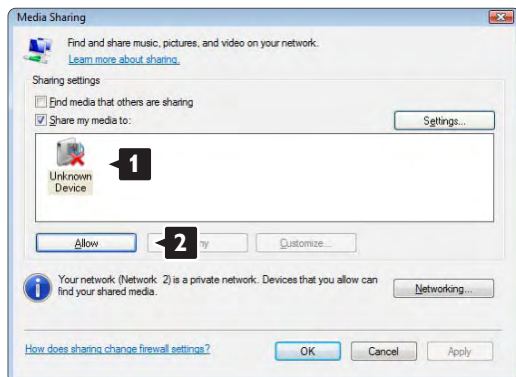 Media Sharing
Find and share music, pictures, and video on your network.
Learn more about sharing.
Sharing settings
Find media that others are sharing
Share my media to:
Settings...
Unknown
Device
1
Allow
2
ny
Customize...
Your network (Network 2) is a private network. Devices that you allow can
find your shared media.
Networking...
How does sharing change firewall settings?
OK
Cancel
Apply